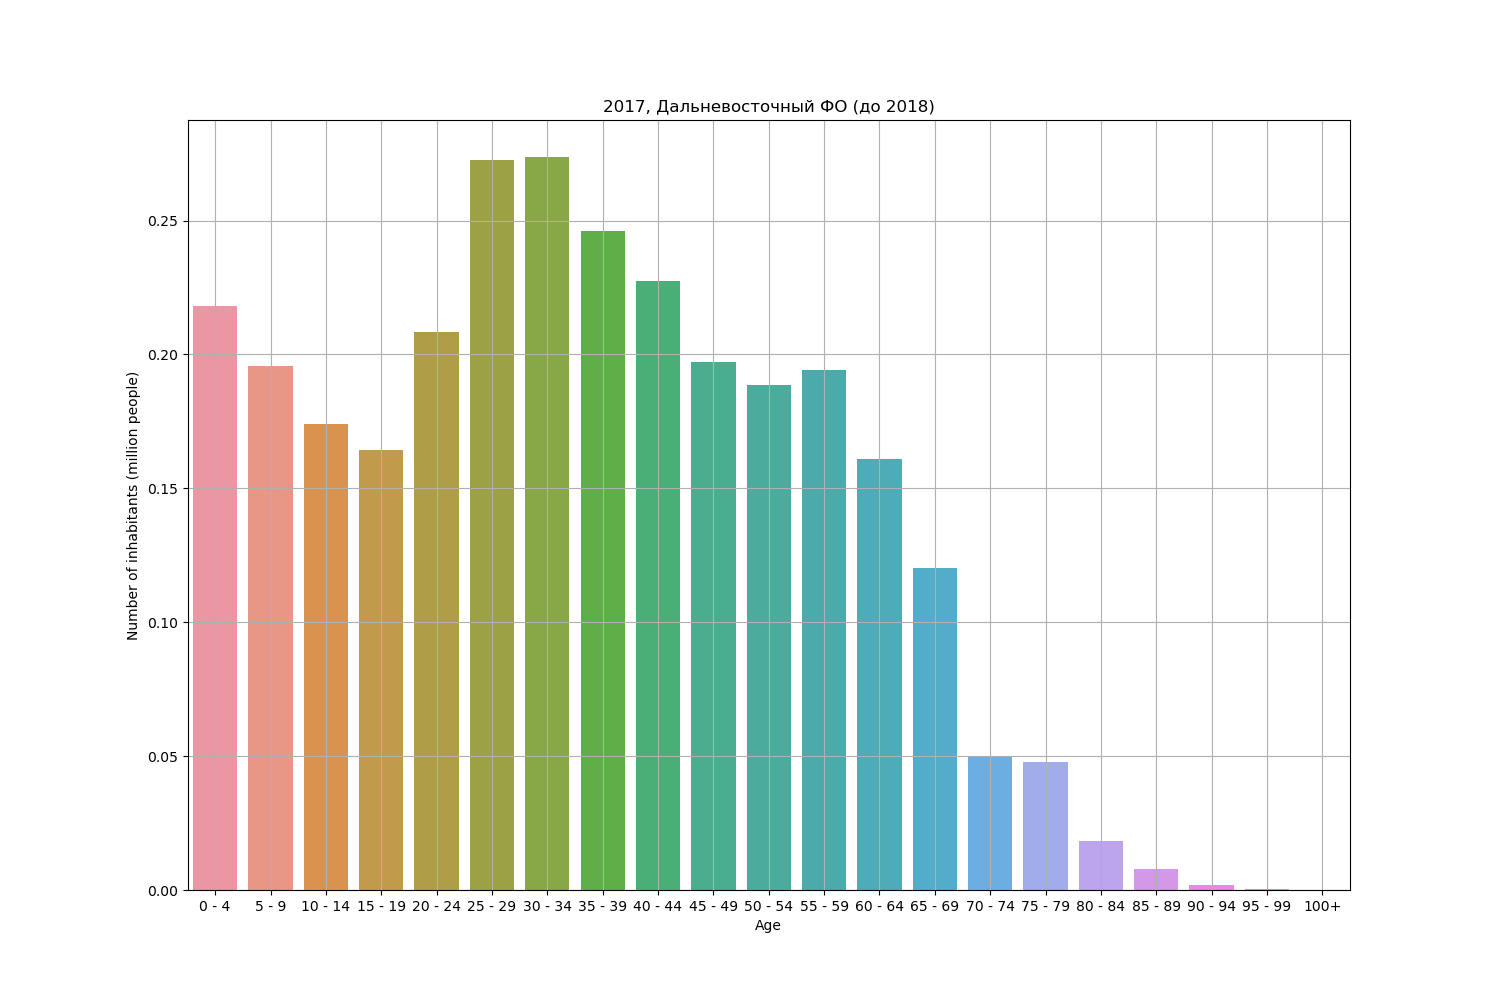 2017, Дальневосточный ФО (до 2018)
Number of inhabitants (million people)
0.25
0.20
0.15
0.10
0.05
0.00
0 - 4 5 - 9 10 - 14 15 - 19 20 - 24 25 - 29 30 - 34 35 - 39 40 - 44 45 - 49 50 - 54 55 - 59 60 - 64 65 - 69 70 - 74 75 - 79 80 - 84 85 - 89 90 - 94 95 - 99 100+
Age